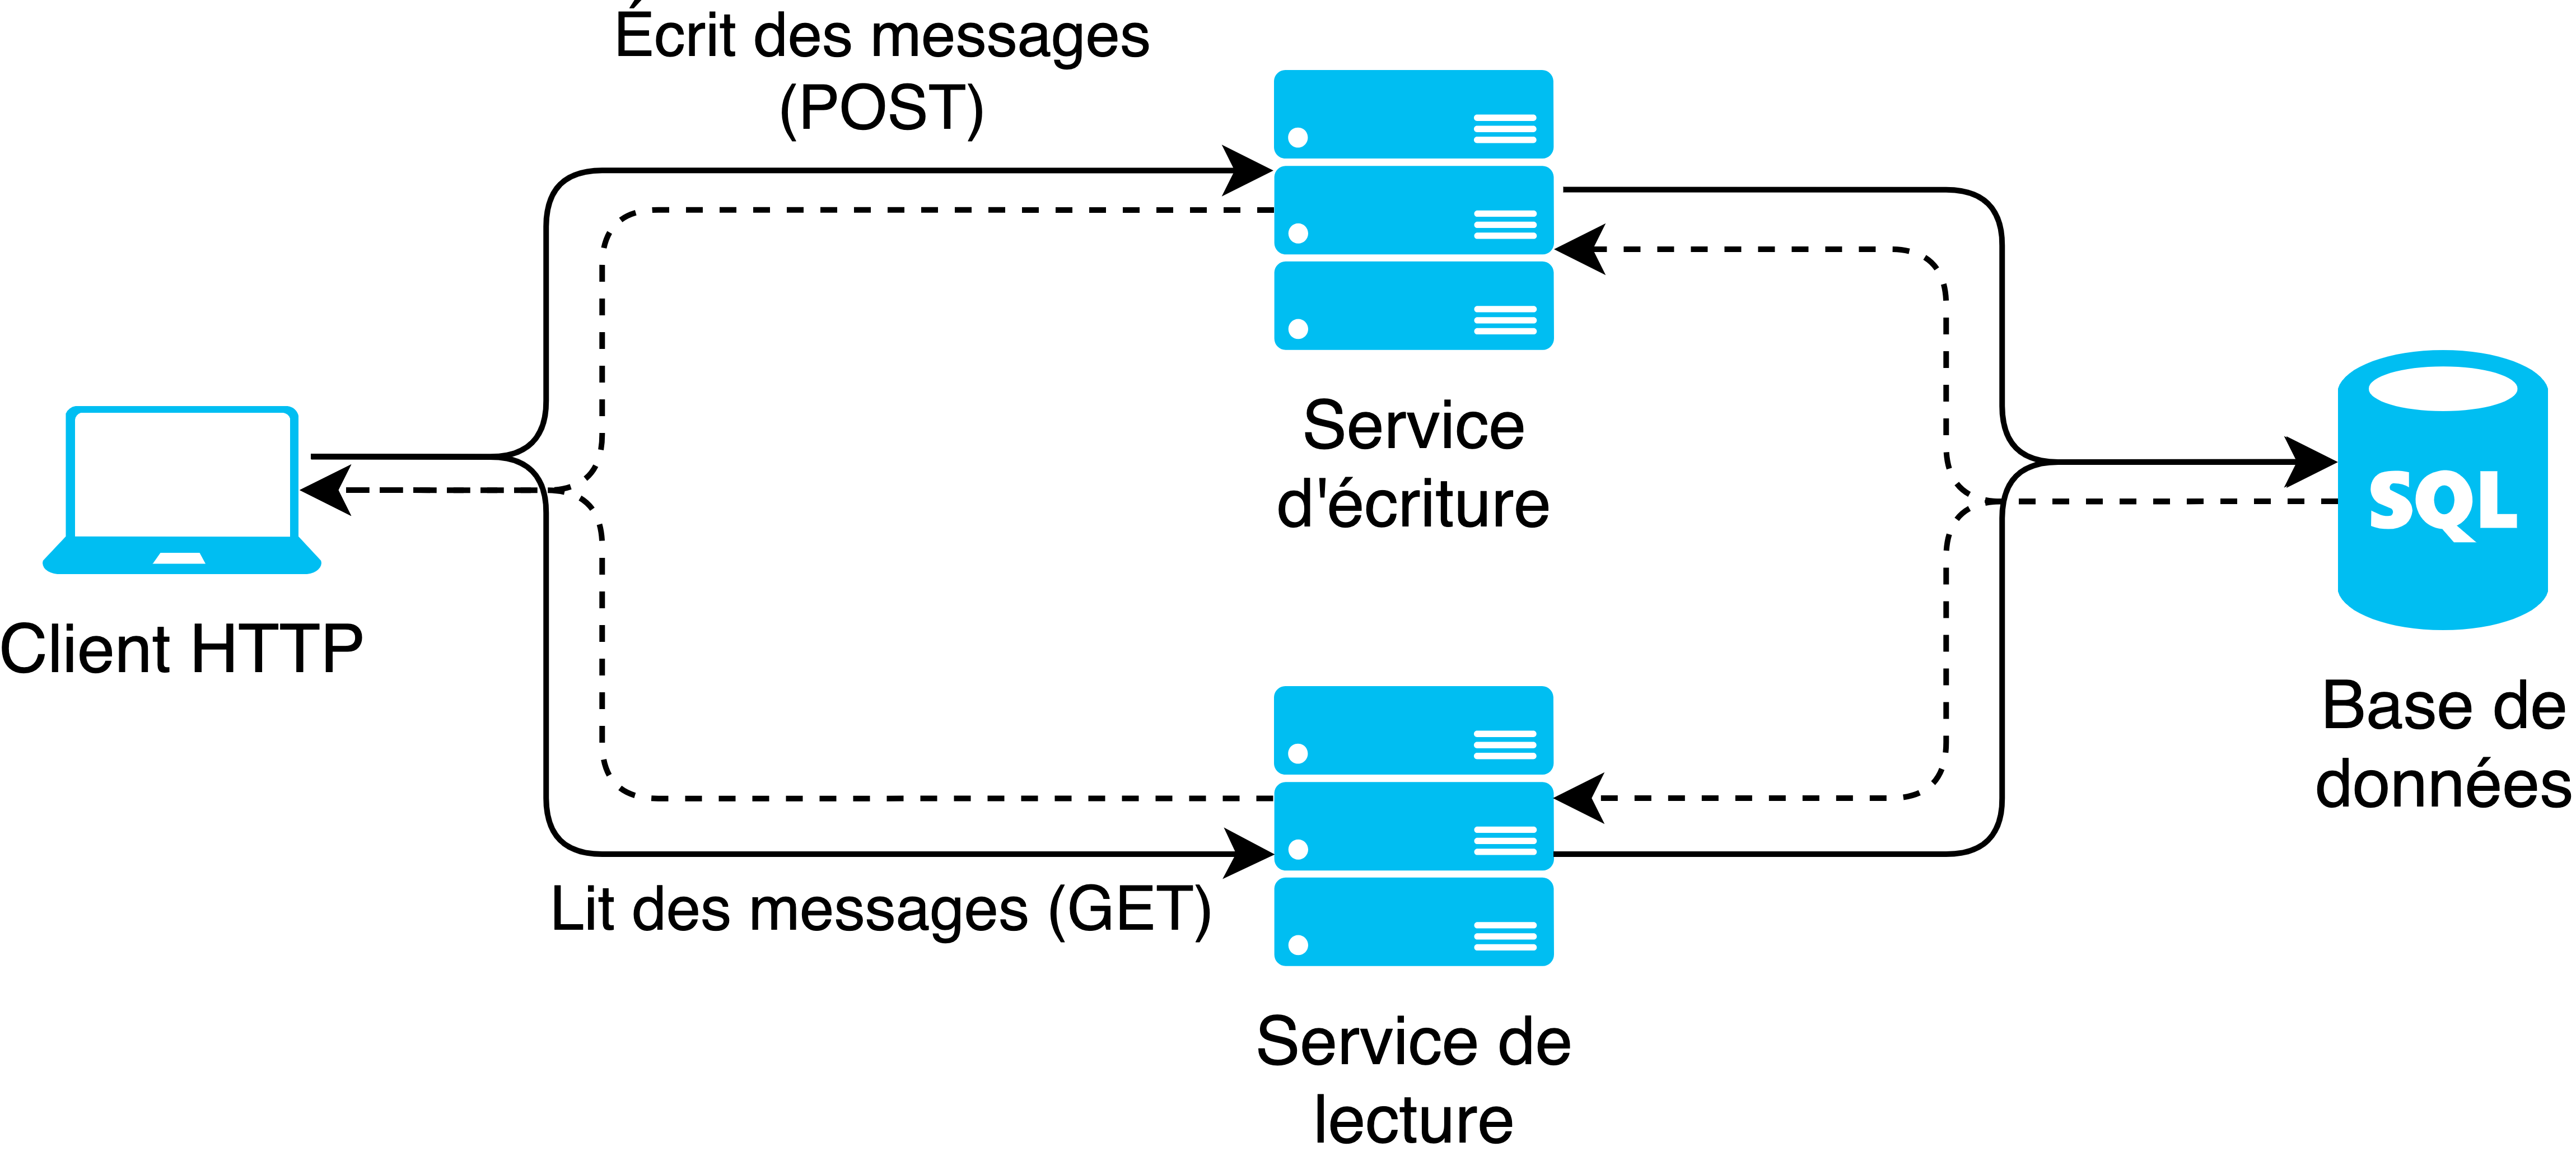 Écrit des messages
(POST)
Service
d'écriture
Client HTTP
SQL
Base de
données
Lit des messages (GET)
Service de
lecture